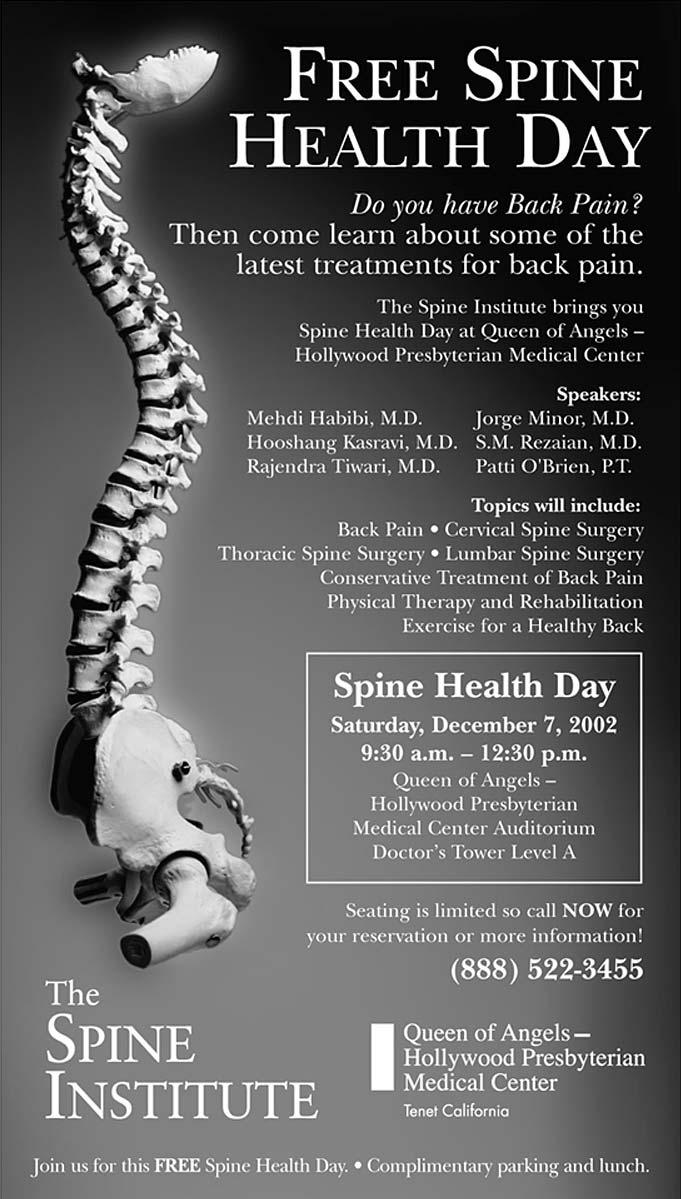 FREE SPINE
HEALTH DAY
Do you have Back Pain?
Then come learn about some of the
latest treatments for back pain.
The Spine Institute brings you
Spine Health Day at Queen of Angels –
Hollywood Presbyterian Medical Center
Speakers:
Mehdi Habibi, M.D. Jorge Minor, M.D.
Hooshang Kasravi, M.D. S.M. Rezaian, M.D.
Rajendra Tiwari, M.D. Patti O'Brien, P.T.
Topics will include:
Back Pain • Cervical Spine Surgery
Thoracic Spine Surgery • Lumbar Spine Surgery
Conservative Treatment of Back Pain
Physical Therapy and Rehabilitation
Exercise for a Healthy Back
Spine Health Day
Saturday, December 7, 2002
9:30 a.m. – 12:30 p.m.
Queen of Angels –
Hollywood Presbyterian
Medical Center Auditorium
Doctor's Tower Level A
Seating is limited so call NOW for
your reservation or more information!
(888) 522-3455
The
SPINE
INSTITUTE
Queen of Angels –
Hollywood Presbyterian
Medical Center
Tenet California
Join us for this FREE Spine Health Day. • Complimentary parking and lunch.